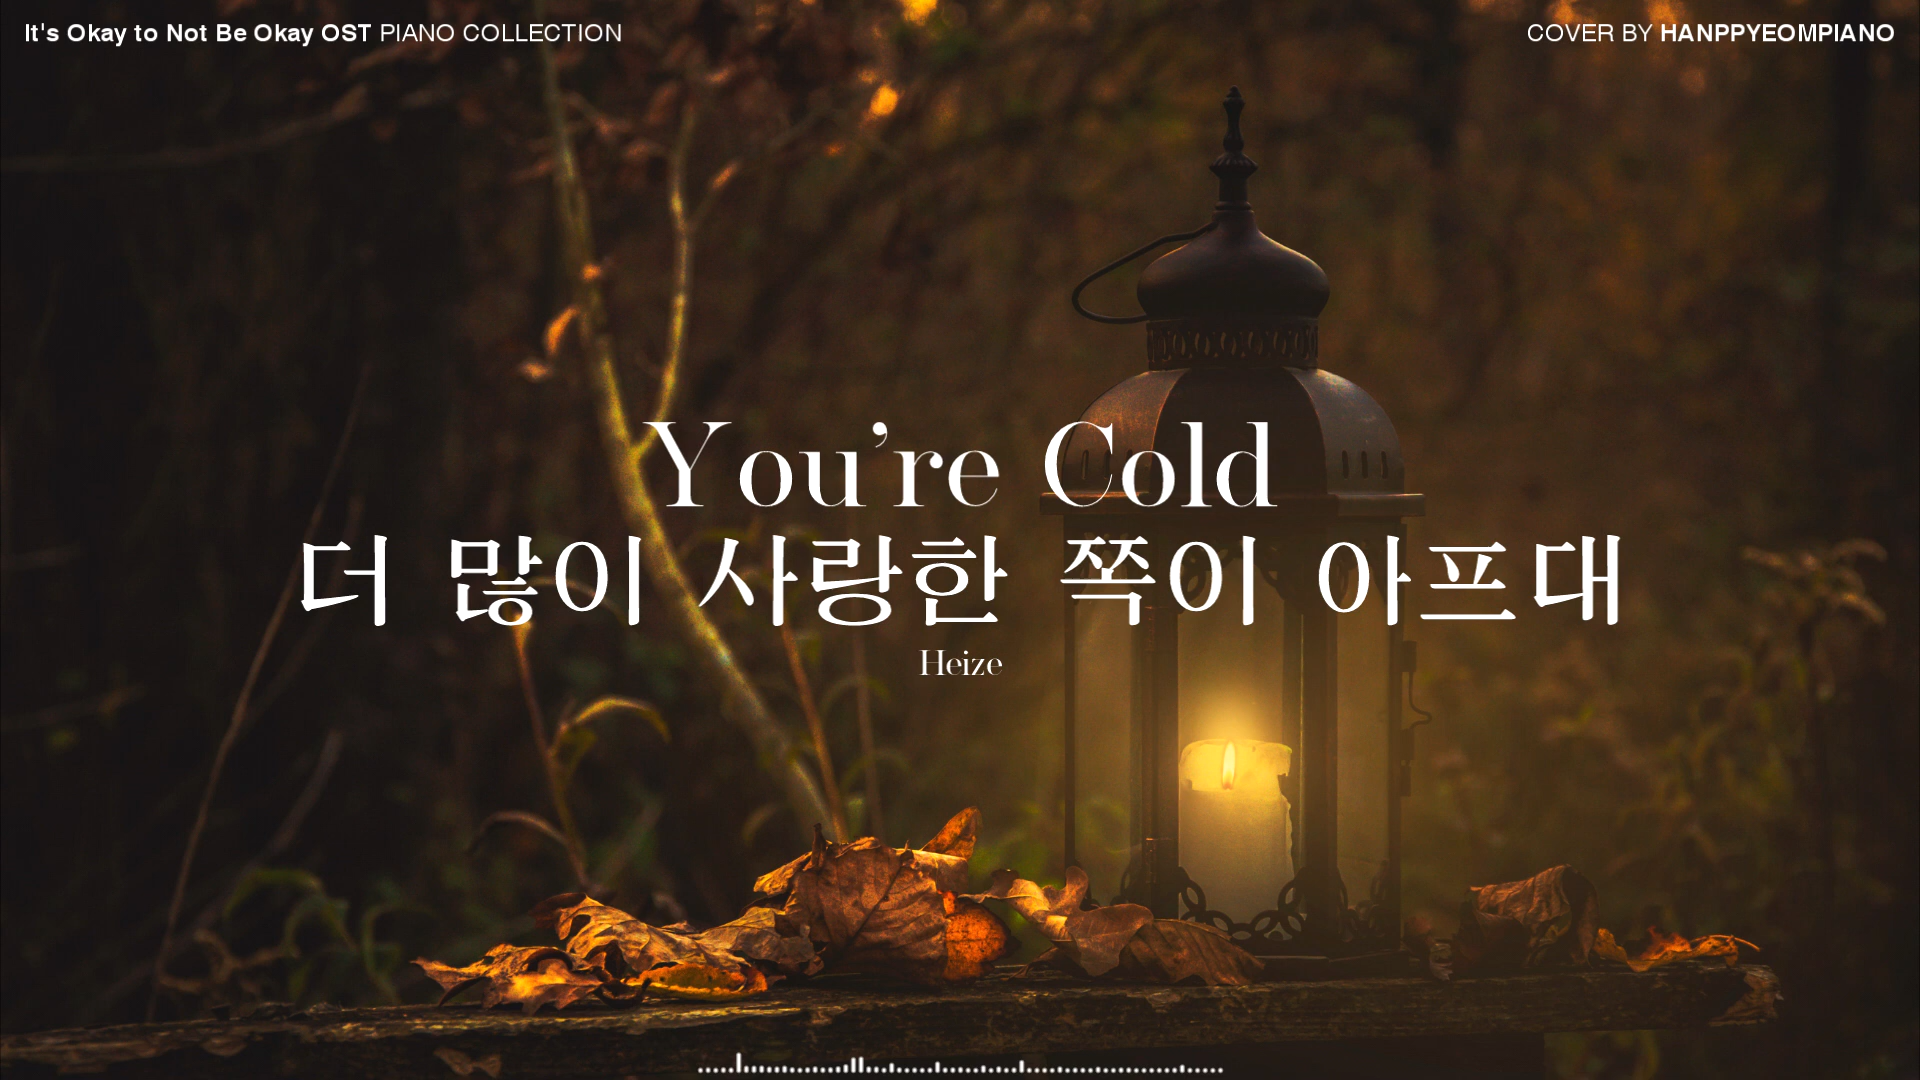 It's Okay to Not Be Okay OST PIANO COLLECTION
COVER BY HANPPYEOMPIANO
You’re Cold
더 많이 사랑한 쪽이 아프대
Heize